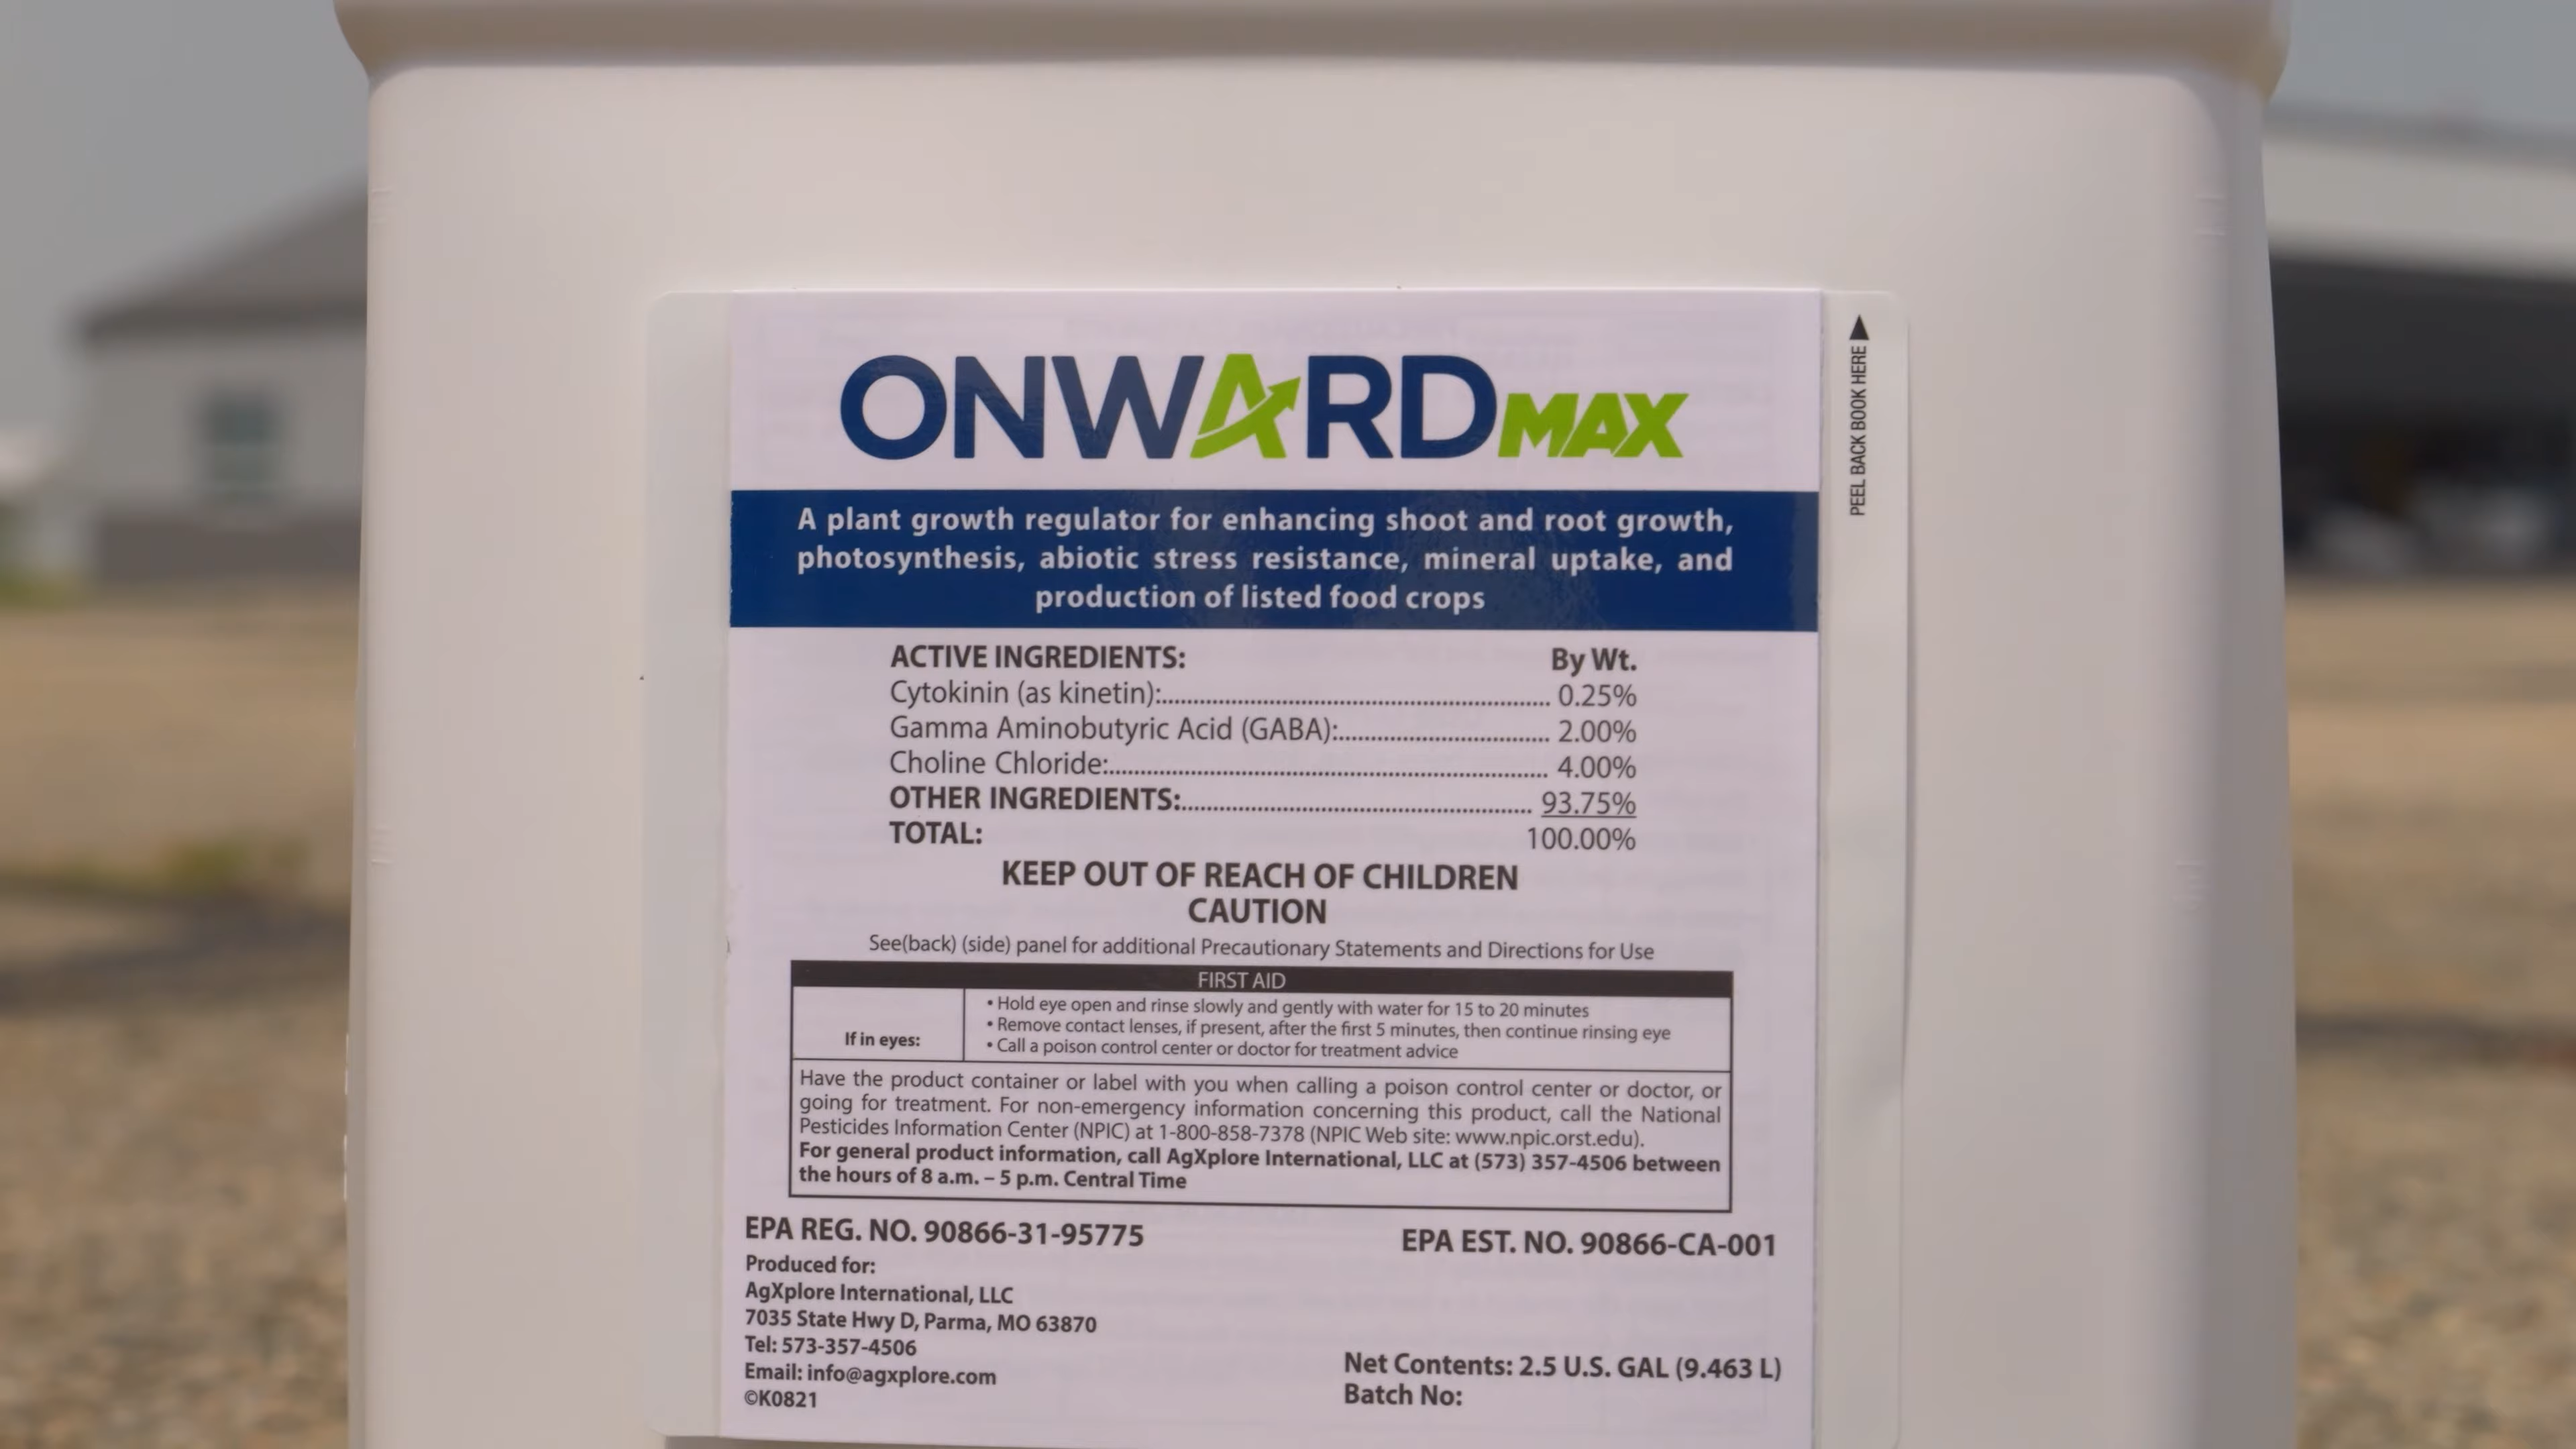 ONWARD MAX
PEEL BACK BOOK HERE
A plant growth regulator for enhancing shoot and root growth,
photosynthesis, abiotic stress resistance, mineral uptake, and
production of listed food crops
ACTIVE INGREDIENTS: By Wt.
Cytokinin (as kinetin):........ 0.25%
Gamma Aminobutyric Acid (GABA):........ 2.00%
Choline Chloride:........ 4.00%
OTHER INGREDIENTS:........ 93.75%
TOTAL: 100.00%
KEEP OUT OF REACH OF CHILDREN
CAUTION
See(back) (side) panel for additional Precautionary Statements and Directions for Use
FIRST AID
If in eyes:
• Hold eye open and rinse slowly and gently with water for 15 to 20 minutes
• Remove contact lenses, if present, after the first 5 minutes, then continue rinsing eye
• Call a poison control center or doctor for treatment advice
Have the product container or label with you when calling a poison control center or doctor, or
going for treatment. For non-emergency information concerning this product, call the National
Pesticides Information Center (NPIC) at 1-800-858-7378 (NPIC Web site: www.npic.orst.edu).
For general product information, call AgXplore International, LLC at (573) 357-4506 between
the hours of 8 a.m. – 5 p.m. Central Time
EPA REG. NO. 90866-31-95775
EPA EST. NO. 90866-CA-001
Produced for:
AgXplore International, LLC
7035 State Hwy D, Parma, MO 63870
Tel: 573-357-4506
Email: info@agxplore.com
©K0821
Net Contents: 2.5 U.S. GAL (9.463 L)
Batch No: